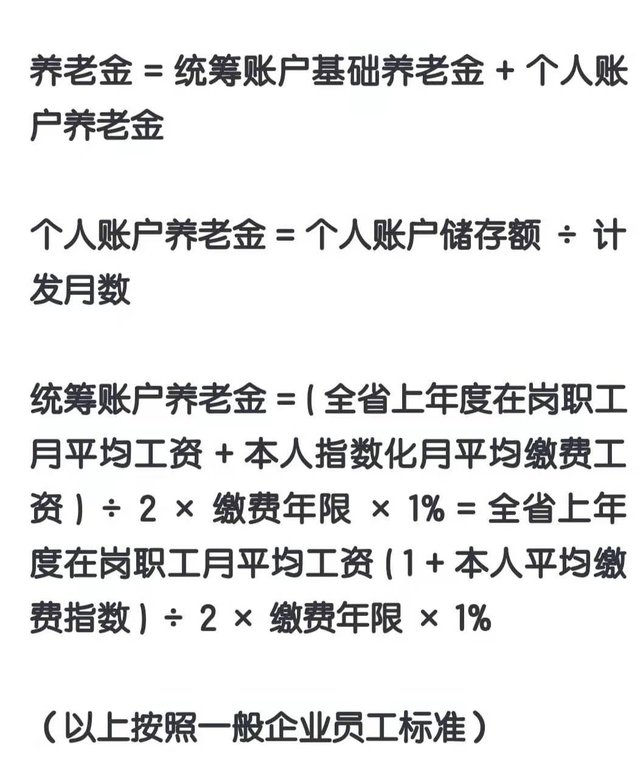 养老金 = 统筹账户基础养老金 + 个人账
户养老金
个人账户养老金 = 个人账户储存额 ÷ 计
发月数
统筹账户养老金 = ( 全省上年度在岗职工
月平均工资 + 本人指数化月平均缴费工
资 ) ÷ 2 × 缴费年限 × 1% = 全省上年
度在岗职工月平均工资 ( 1 + 本人平均缴
费指数 ) ÷ 2 × 缴费年限 × 1%
（以上按照一般企业员工标准）